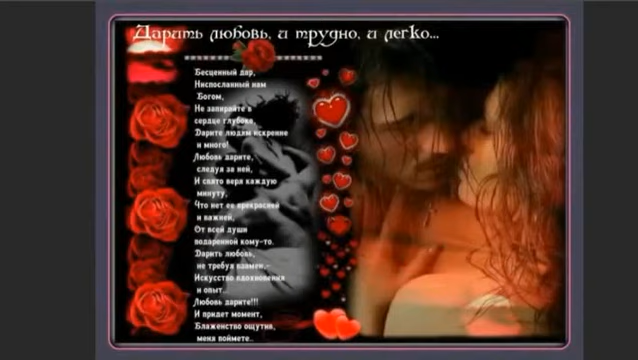 Дарить любовь, и трудно, и легко...
Бесценный дар,
Ниспосланный нам
Богом,
Не запирайте в
сердце глубоко,
Дарите людям искренне
и много!
Любовь дарите,
следуя за ней,
И свято веря каждую
минуту,
Что нет ее прекрасней
и важней,
От всей души
подаренной кому-то.
Дарить любовь,
не требуя взамен,-
Искусство вдохновения
и опыт..
Любовь дарите!!!
И придет момент,
Блаженство ощутив,
меня поймете..